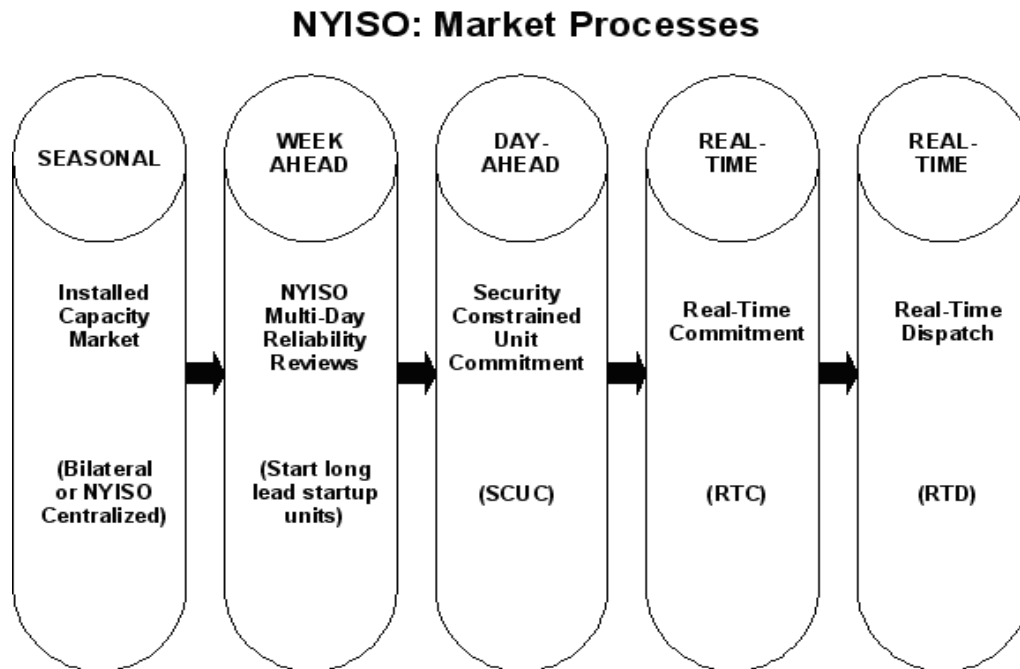 NYISO: Market Processes
SEASONAL
Installed
Capacity
Market
(Bilateral
or NYISO
Centralized)
WEEK
AHEAD
NYISO
Multi-Day
Reliability
Reviews
(Start long
lead startup
units)
DAY-
AHEAD
Security
Constrained
Unit
Commitment
(SCUC)
REAL-
TIME
Real-Time
Commitment
(RTC)
REAL-
TIME
Real-Time
Dispatch
(RTD)